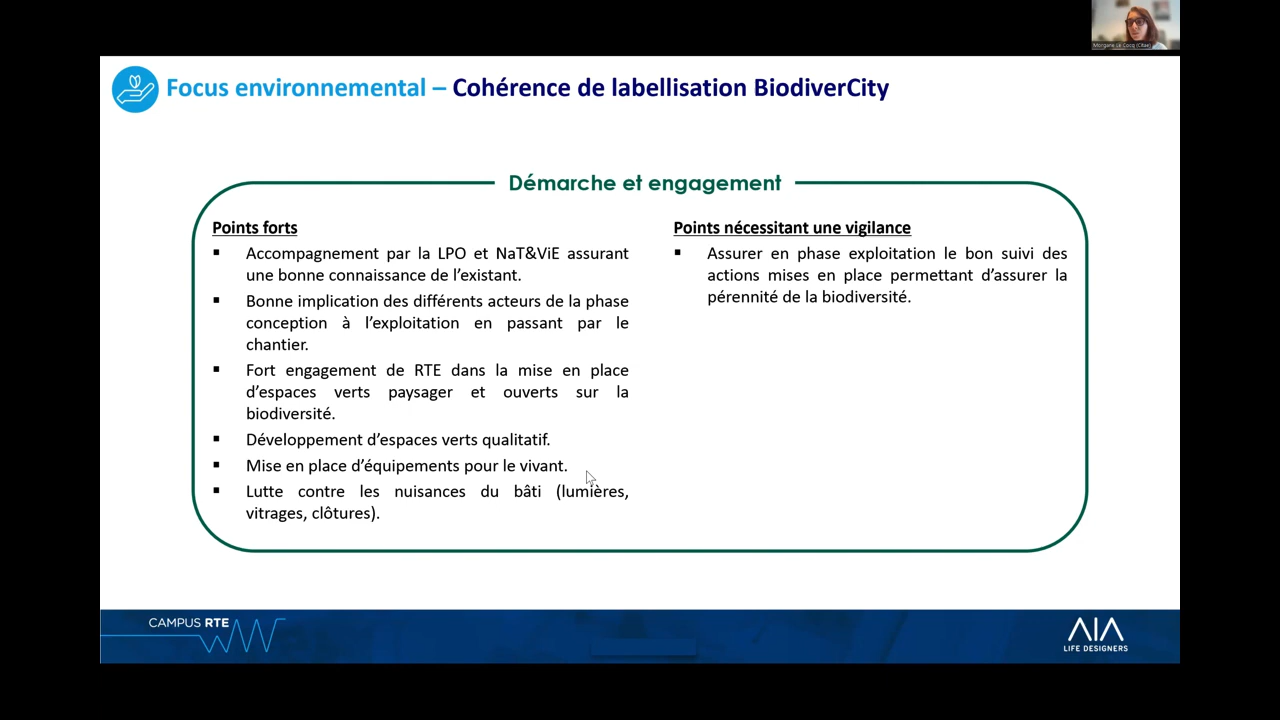 Morgane Le Cocq (Citae)
Focus environnemental – Cohérence de labellisation BiodiverCity
Démarche et engagement
Points forts
▪ Accompagnement par la LPO et NaT&ViE assurant
une bonne connaissance de l'existant.
▪ Bonne implication des différents acteurs de la phase
conception à l'exploitation en passant par le
chantier.
▪ Fort engagement de RTE dans la mise en place
d'espaces verts paysager et ouverts sur la
biodiversité.
▪ Développement d'espaces verts qualitatif.
▪ Mise en place d'équipements pour le vivant.
▪ Lutte contre les nuisances du bâti (lumières,
vitrages, clôtures).
Points nécessitant une vigilance
▪ Assurer en phase exploitation le bon suivi des
actions mises en place permettant d'assurer la
pérennité de la biodiversité.
CAMPUS RTE
AIA
LIFE DESIGNERS